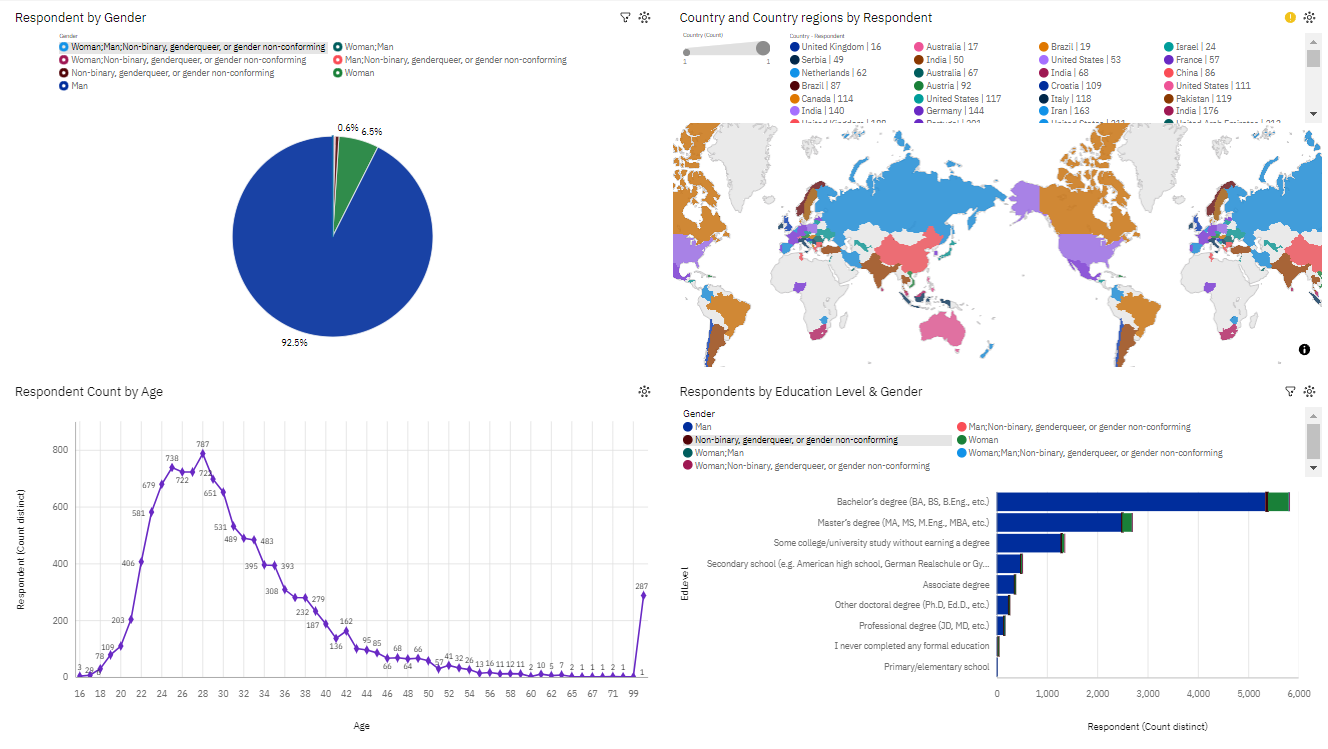 Respondent by Gender
Gender
Woman;Man;Non-binary, genderqueer, or gender non-conforming
Woman;Man
Woman;Non-binary, genderqueer, or gender non-conforming
Man;Non-binary, genderqueer, or gender non-conforming
Non-binary, genderqueer, or gender non-conforming
Woman
Man
0.6%
6.5%
92.5%
Country and Country regions by Respondent
Country (Count)
1
1
Country - Respondent
United Kingdom | 16
Australia | 17
Brazil | 19
Israel | 24
Serbia | 49
India | 50
United States | 53
France | 57
Netherlands | 62
Australia | 67
India | 68
China | 86
Brazil | 87
Austria | 92
Croatia | 109
United States | 111
Canada | 114
United States | 117
Italy | 118
Pakistan | 119
India | 140
Germany | 144
Iran | 163
India | 176
Respondent Count by Age
Respondent (Count distinct)
800
600
400
200
0
3
28
78
109
203
406
581
679
738
722
787
722
651
531
489
483
395
393
308
232
279
187
136
162
95
85
66
68
64
66
57
41
32
26
13
16
11
12
11
2
10
5
7
2
1
1
1
2
1
1
287
16
18
20
22
24
26
28
30
32
34
36
38
40
42
44
46
48
50
52
54
56
58
60
62
65
67
71
99
Age
Respondents by Education Level & Gender
Gender
Man
Man;Non-binary, genderqueer, or gender non-conforming
Non-binary, genderqueer, or gender non-conforming
Woman
Woman;Man
Woman;Man;Non-binary, genderqueer, or gender non-conforming
Woman;Non-binary, genderqueer, or gender non-conforming
EdLevel
Bachelor's degree (BA, BS, B.Eng., etc.)
Master's degree (MA, MS, M.Eng., MBA, etc.)
Some college/university study without earning a degree
Secondary school (e.g. American high school, German Realschule or Gy...
Associate degree
Other doctoral degree (Ph.D, Ed.D., etc.)
Professional degree (JD, MD, etc.)
I never completed any formal education
Primary/elementary school
0
1,000
2,000
3,000
4,000
5,000
6,000
Respondent (Count distinct)